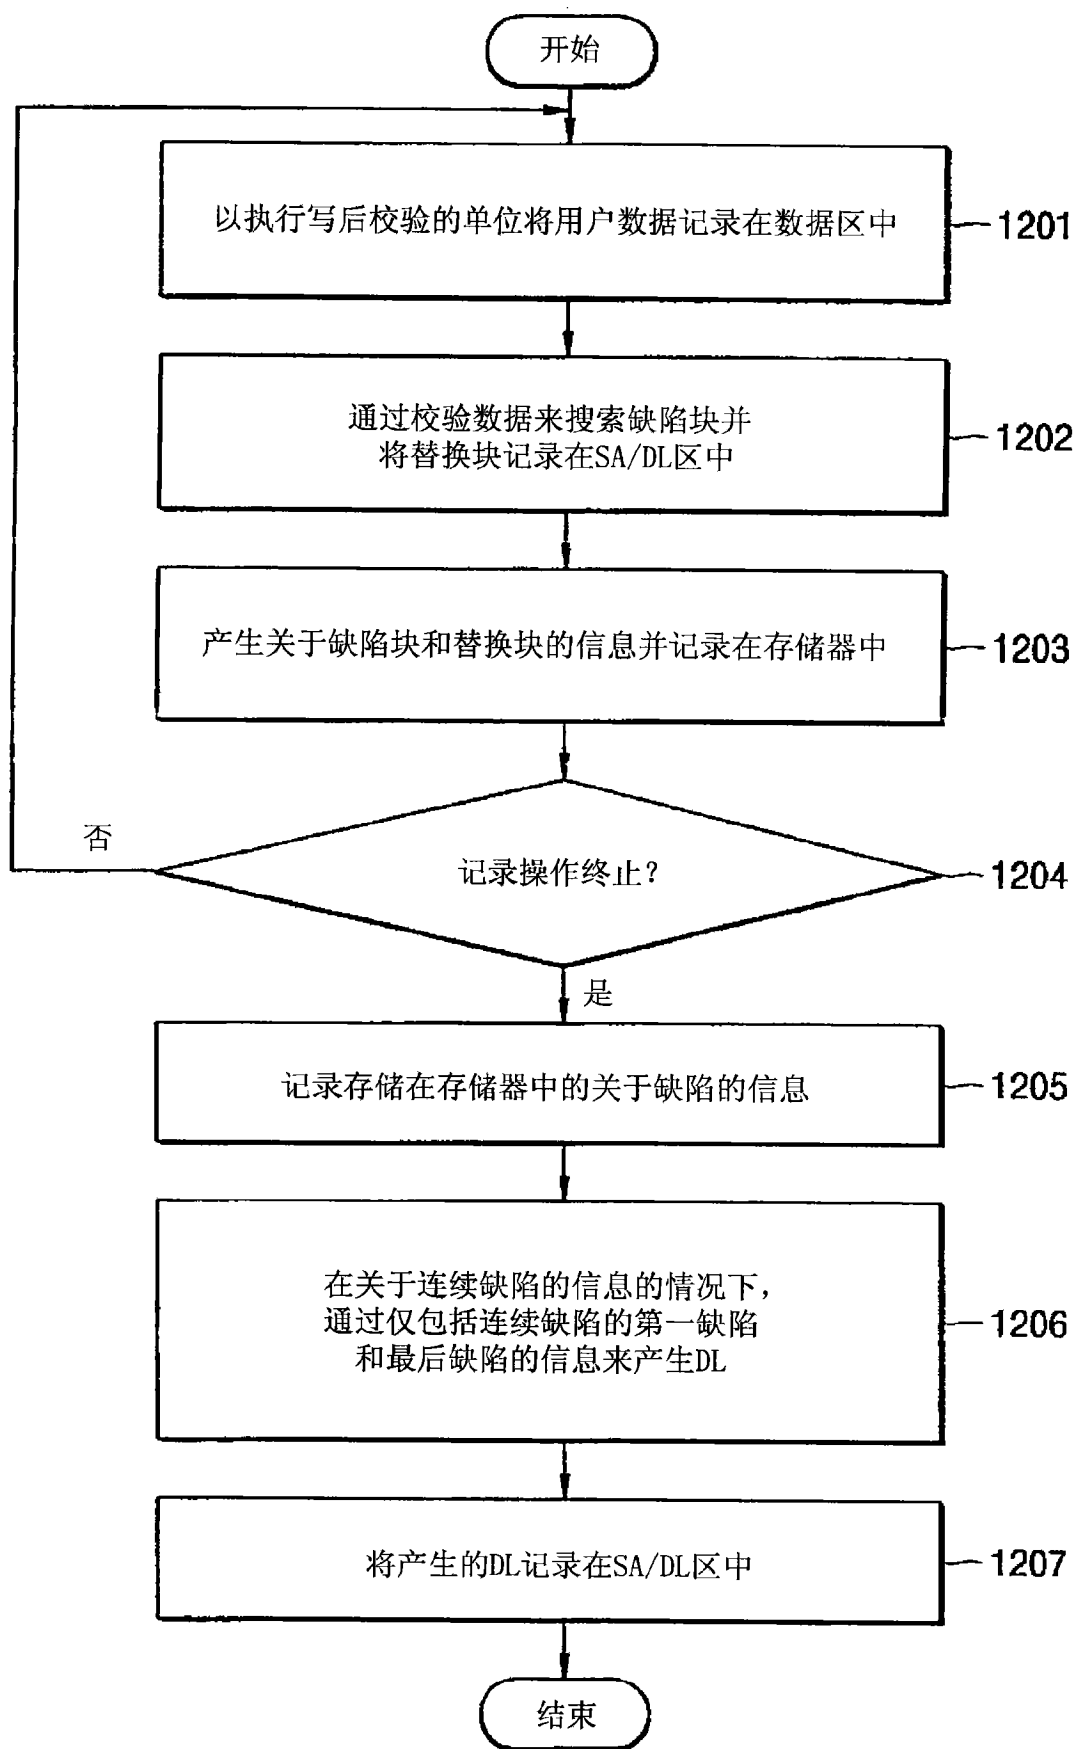 开始
以执行写后校验的单位将用户数据记录在数据区中
1201
通过校验数据来搜索缺陷块并
将替换块记录在SA/DL区中
1202
产生关于缺陷块和替换块的信息并记录在存储器中
1203
否
记录操作终止?
1204
是
记录存储在存储器中的关于缺陷的信息
1205
在关于连续缺陷的信息的情况下，
通过仅包括连续缺陷的第一缺陷
和最后缺陷的信息来产生DL
1206
将产生的DL记录在SA/DL区中
1207
结束